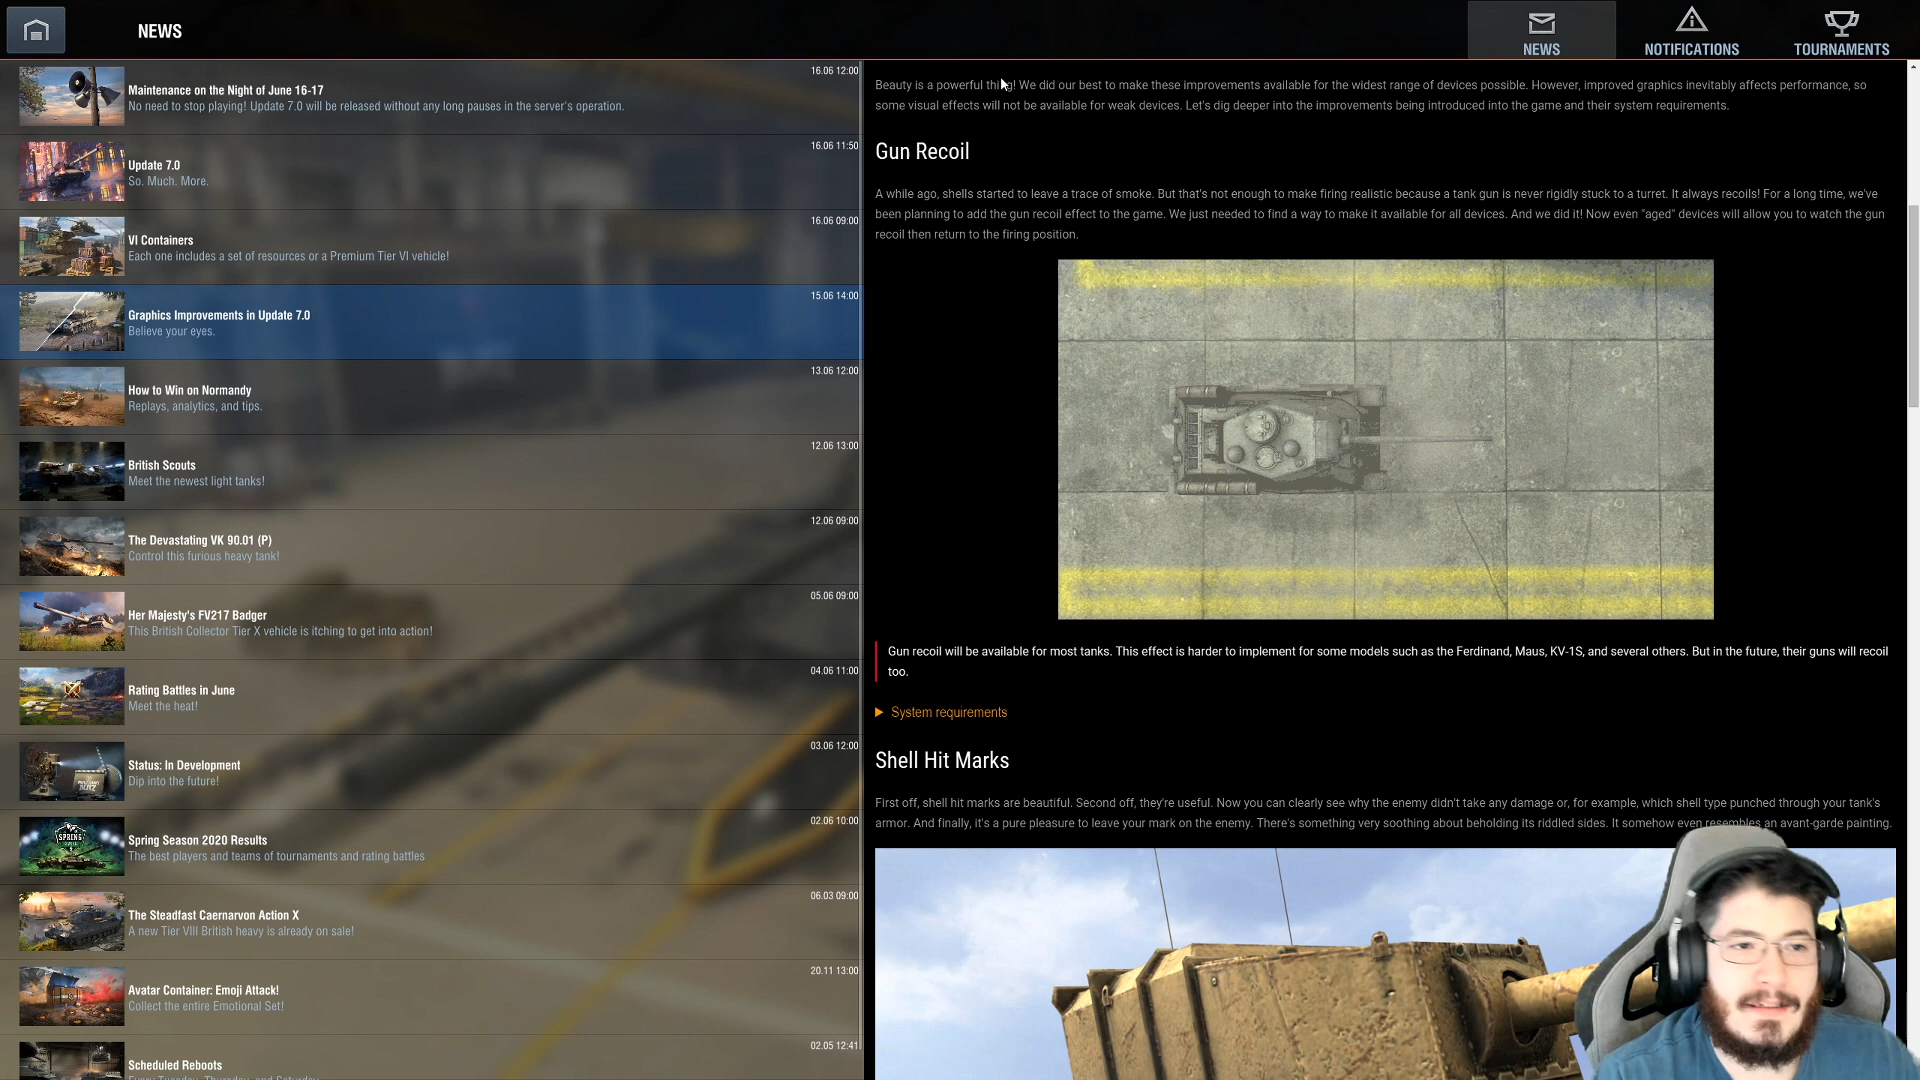 NEWS
NEWS
NOTIFICATIONS
TOURNAMENTS
16.06 12:00
Maintenance on the Night of June 16-17
No need to stop playing! Update 7.0 will be released without any long pauses in the server's operation.
16.06 11:50
Update 7.0
So. Much. More.
16.06 09:00
VI Containers
Each one includes a set of resources or a Premium Tier VI vehicle!
15.06 14:00
Graphics Improvements in Update 7.0
Believe your eyes.
13.06 12:00
How to Win on Normandy
Replays, analytics, and tips.
12.06 13:00
British Scouts
Meet the newest light tanks!
12.06 09:00
The Devastating VK 90.01 (P)
Control this furious heavy tank!
05.06 09:00
Her Majesty's FV217 Badger
This British Collector Tier X vehicle is itching to get into action!
04.06 11:00
Rating Battles in June
Meet the heat!
03.06 12:00
Status: In Development
Dip into the future!
02.06 10:00
Spring Season 2020 Results
The best players and teams of tournaments and rating battles
06.03 09:00
The Steadfast Caernarvon Action X
A new Tier VIII British heavy is already on sale!
20.11 13:00
Avatar Container: Emoji Attack!
Collect the entire Emotional Set!
02.05 12:41
Scheduled Reboots
Beauty is a powerful thing! We did our best to make these improvements available for the widest range of devices possible. However, improved graphics inevitably affects performance, so
some visual effects will not be available for weak devices. Let's dig deeper into the improvements being introduced into the game and their system requirements.
Gun Recoil
A while ago, shells started to leave a trace of smoke. But that's not enough to make firing realistic because a tank gun is never rigidly stuck to a turret. It always recoils! For a long time, we've
been planning to add the gun recoil effect to the game. We just needed to find a way to make it available for all devices. And we did it! Now even "aged" devices will allow you to watch the gun
recoil then return to the firing position.
Gun recoil will be available for most tanks. This effect is harder to implement for some models such as the Ferdinand, Maus, KV-1S, and several others. But in the future, their guns will recoil
too.
System requirements
Shell Hit Marks
First off, shell hit marks are beautiful. Second off, they're useful. Now you can clearly see why the enemy didn't take any damage or, for example, which shell type punched through your tank's
armor. And finally, it's a pure pleasure to leave your mark on the enemy. There's something very soothing about beholding its riddled sides. It somehow even resembles an avant-garde painting.